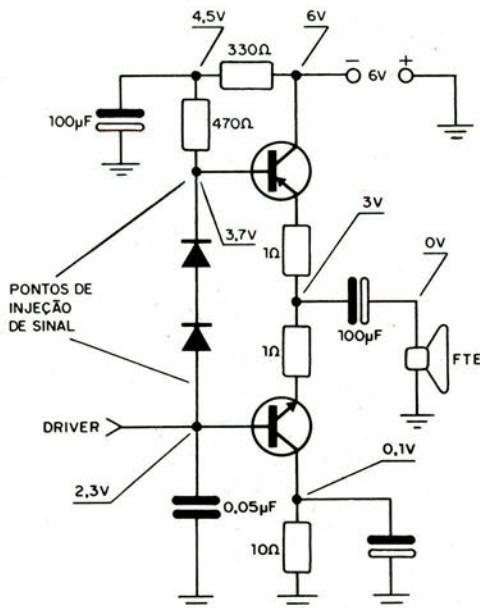 4,5V
6V
330Ω
− 6V +
100µF
470Ω
3,7V
3V
1Ω
0V
PONTOS DE
INJEÇÃO
DE SINAL
100µF
FTE
1Ω
DRIVER
2,3V
0,1V
0,05µF
10Ω